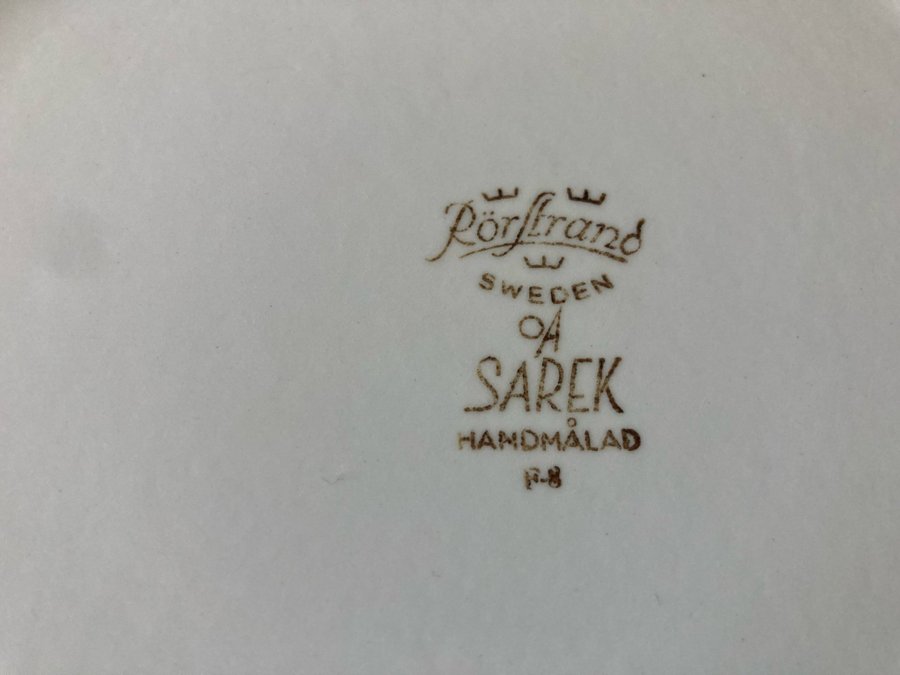 Rörstrand
SWEDEN
OA
SAREK
HANDMÅLAD
F-8